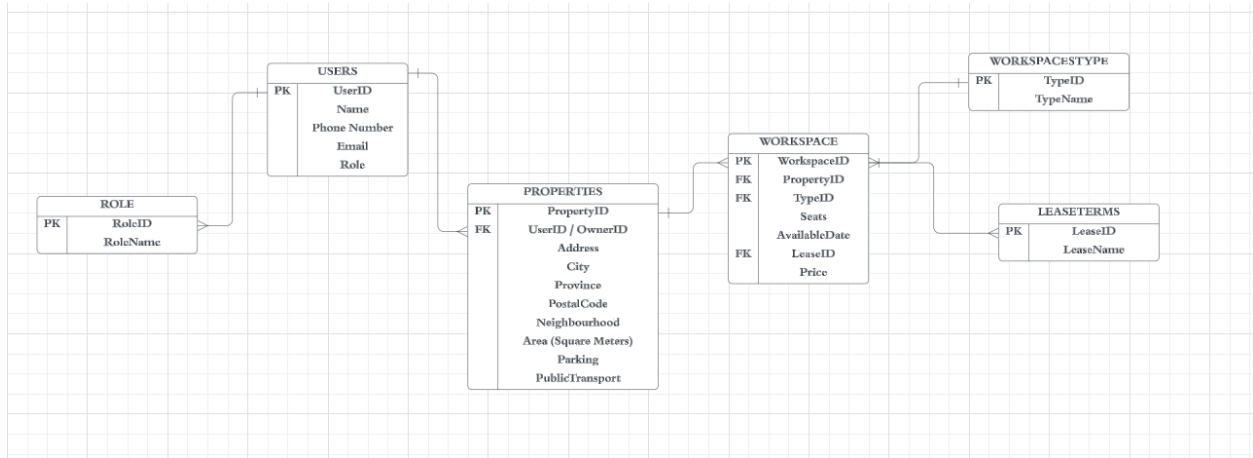 USERS
PK UserID
Name
Phone Number
Email
Role
ROLE
PK RoleID
RoleName
PROPERTIES
PK PropertyID
FK UserID / OwnerID
Address
City
Province
PostalCode
Neighbourhood
Area (Square Meters)
Parking
PublicTransport
WORKSPACE
PK WorkspaceID
FK PropertyID
FK TypeID
Seats
AvailableDate
FK LeaseID
Price
WORKSPACESTYPE
PK TypeID
TypeName
LEASETERMS
PK LeaseID
LeaseName